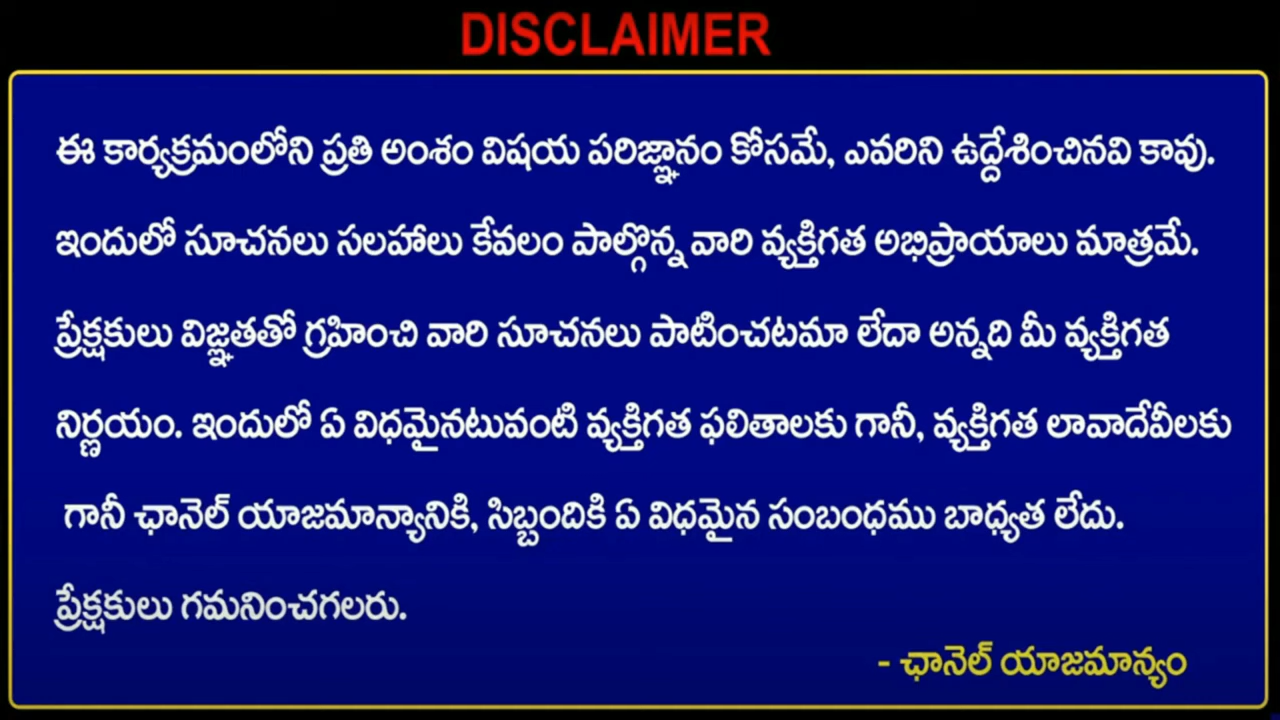 DISCLAIMER
ఈ కార్యక్రమంలోని ప్రతి అంశం విషయ పరిజ్ఞానం కోసమే, ఎవరిని ఉద్దేశించినవి కావు.
ఇందులో సూచనలు సలహాలు కేవలం పాల్గొన్న వారి వ్యక్తిగత అభిప్రాయాలు మాత్రమే.
ప్రేక్షకులు విజ్ఞతతో గ్రహించి వారి సూచనలు పాటించటమా లేదా అన్నది మీ వ్యక్తిగత
నిర్ణయం. ఇందులో ఏ విధమైనటువంటి వ్యక్తిగత ఫలితాలకు గానీ, వ్యక్తిగత లావాదేవీలకు
గానీ ఛానెల్ యాజమాన్యానికి, సిబ్బందికి ఏ విధమైన సంబంధము బాధ్యత లేదు.
ప్రేక్షకులు గమనించగలరు.
- ఛానెల్ యాజమాన్యం